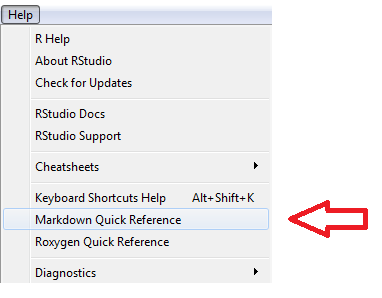 Help
R Help
About RStudio
Check for Updates
RStudio Docs
RStudio Support
Cheatsheets
Keyboard Shortcuts Help Alt+Shift+K
Markdown Quick Reference
Roxygen Quick Reference
Diagnostics